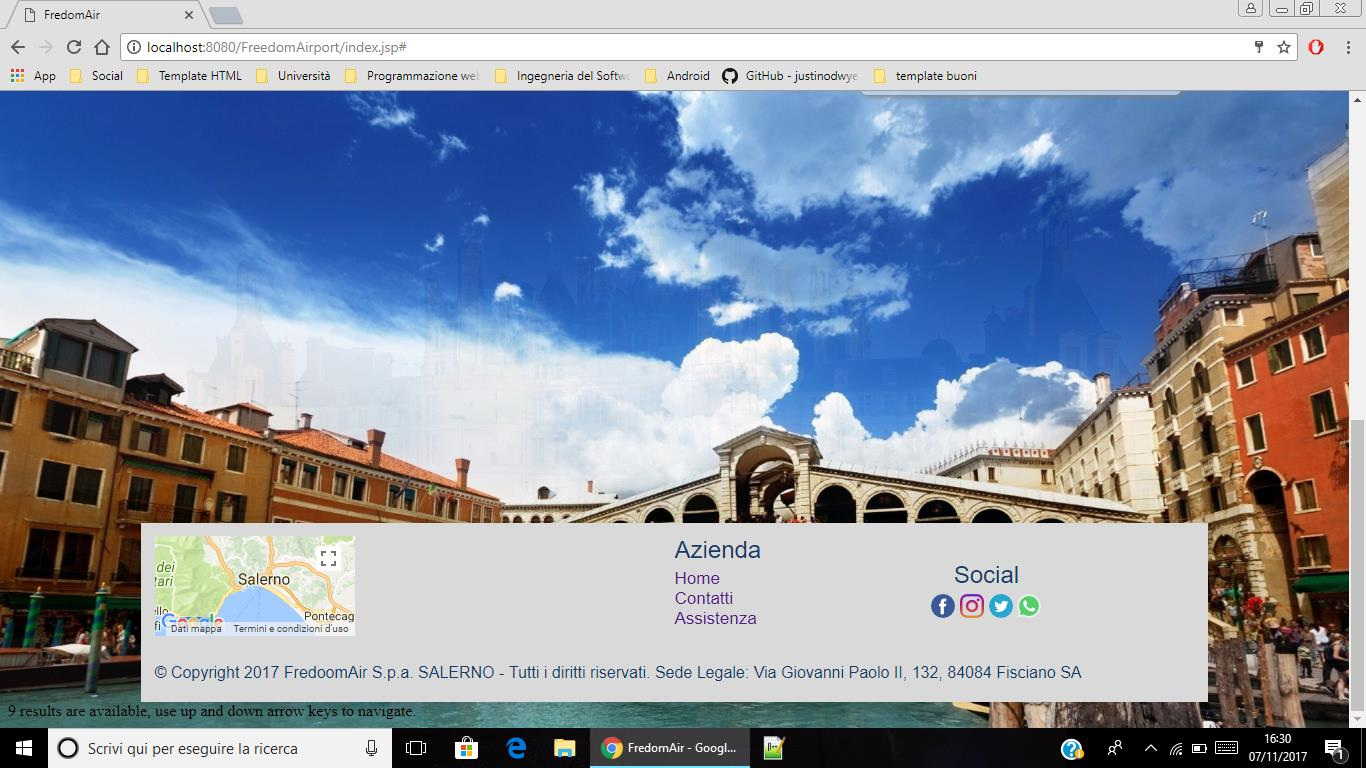 FredomAir
localhost:8080/FreedomAirport/index.jsp#
App Social Template HTML Università Programmazione web Ingegneria del Softwa Android GitHub - justinodwye template buoni
dei
tari
Salerno
Pontecag
Google
Dati mappa Termini e condizioni d'uso
Azienda
Home
Contatti
Assistenza
Social
© Copyright 2017 FredoomAir S.p.a. SALERNO - Tutti i diritti riservati. Sede Legale: Via Giovanni Paolo II, 132, 84084 Fisciano SA
9 results are available, use up and down arrow keys to navigate.
Scrivi qui per eseguire la ricerca
FredomAir - Googl...
16:30
07/11/2017
1